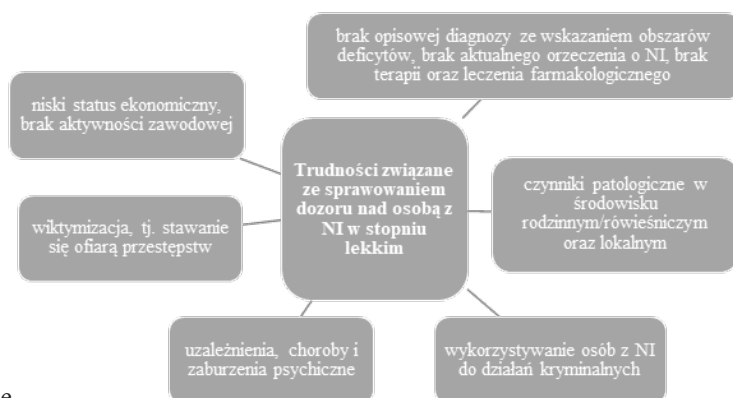 brak opisowej diagnozy ze wskazaniem obszarów
deficytów, brak aktualnego orzeczenia o NI, brak
terapii oraz leczenia farmakologicznego
niski status ekonomiczny,
brak aktywności zawodowej
Trudności związane
ze sprawowaniem
dozoru nad osobą z
NI w stopniu
lekkim
czynniki patologiczne w
środowisku
rodzinnym/rówieśniczym
oraz lokalnym
wiktymizacja, tj. stawanie
się ofiarą przestępstw
uzależnienia, choroby i
zaburzenia psychiczne
wykorzystywanie osób z NI
do działań kryminalnych